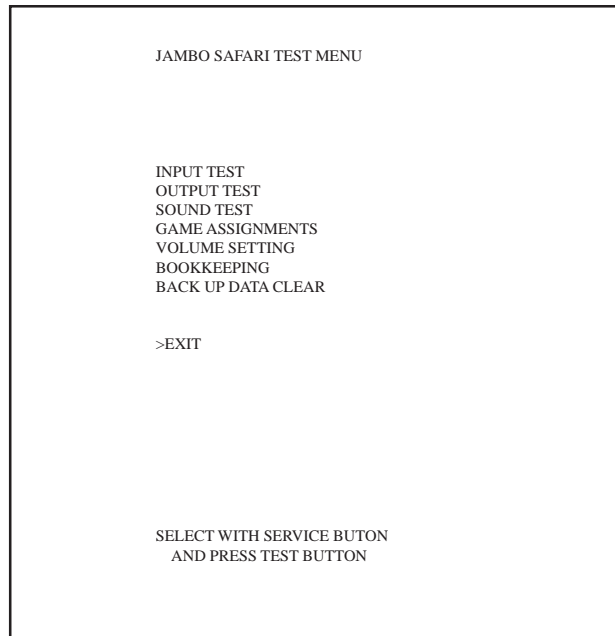 JAMBO SAFARI TEST MENU
INPUT TEST
OUTPUT TEST
SOUND TEST
GAME ASSIGNMENTS
VOLUME SETTING
BOOKKEEPING
BACK UP DATA CLEAR
>EXIT
SELECT WITH SERVICE BUTON
AND PRESS TEST BUTTON